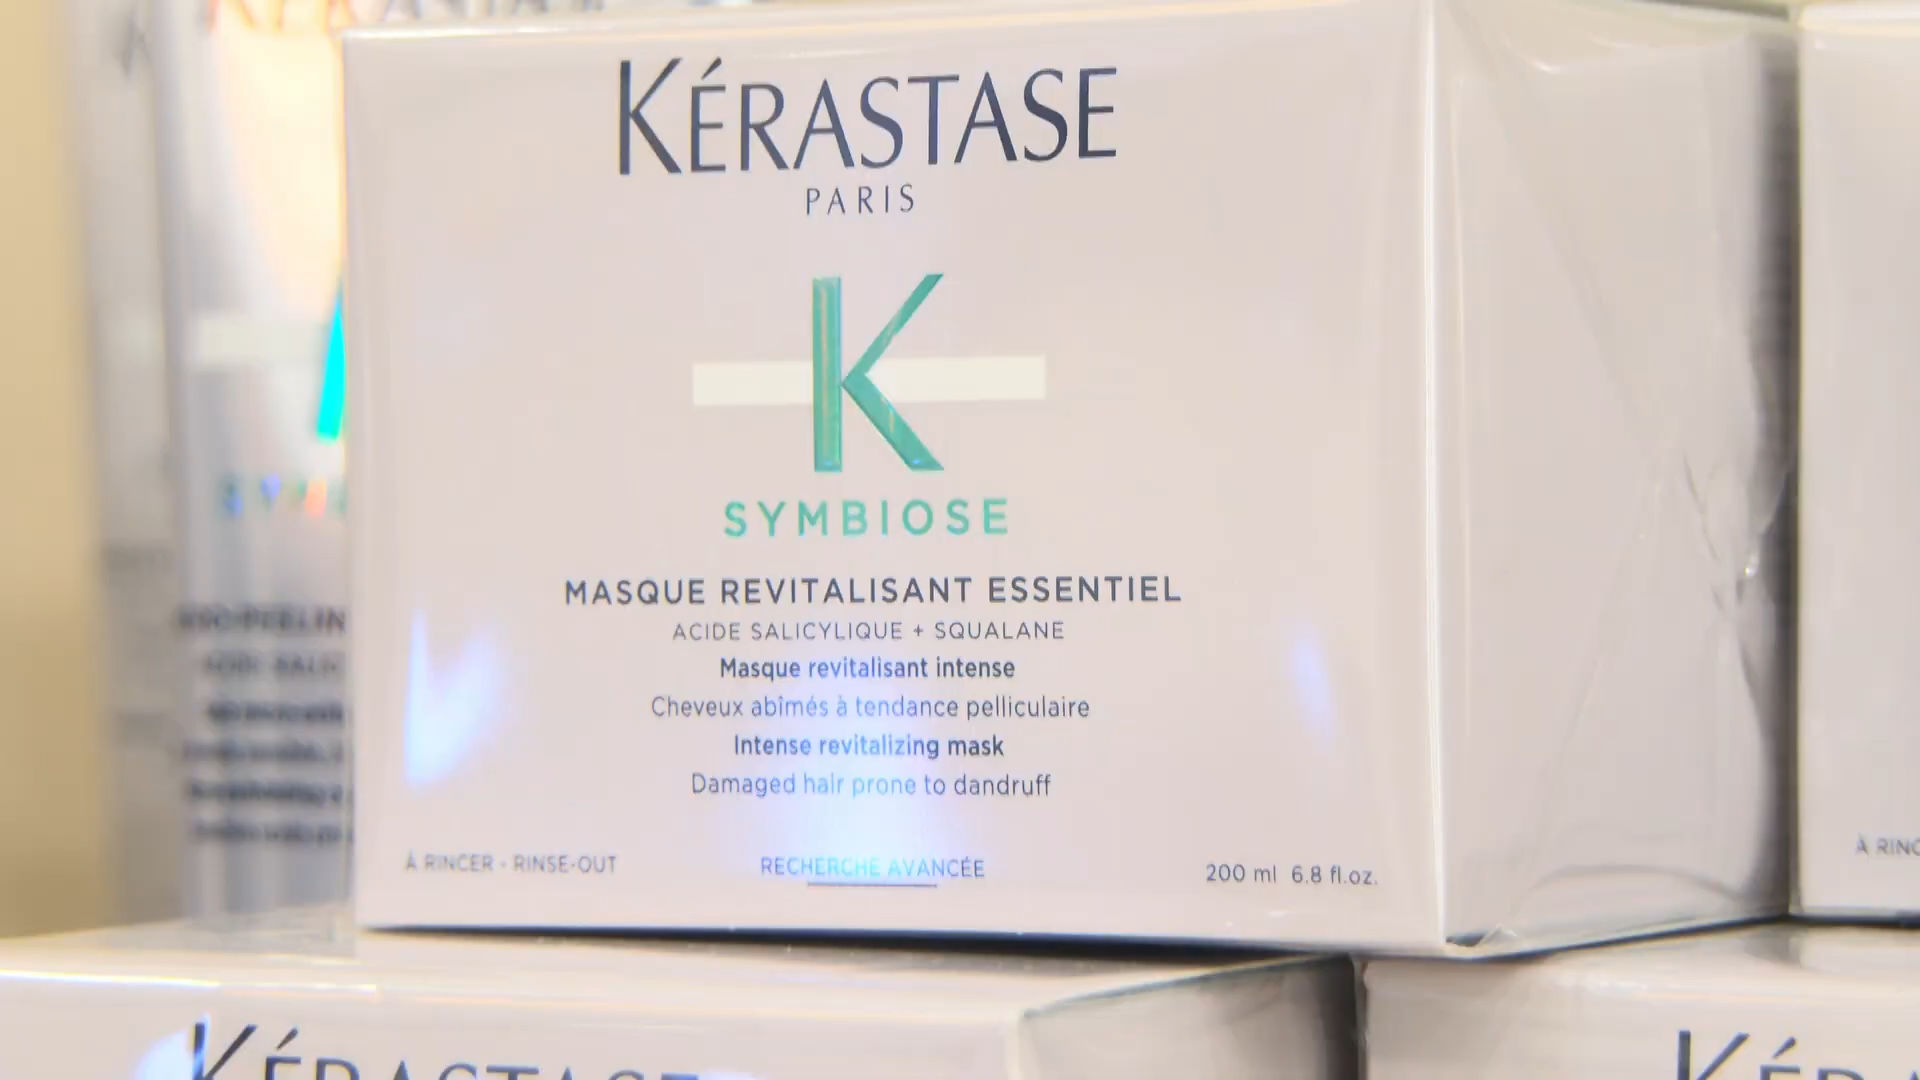 KÉRASTASE
PARIS
K
SYMBIOSE
MASQUE REVITALISANT ESSENTIEL
ACIDE SALICYLIQUE + SQUALANE
Masque revitalisant intense
Cheveux abîmés à tendance pelliculaire
Intense revitalizing mask
Damaged hair prone to dandruff
À RINCER - RINSE-OUT
RECHERCHE AVANCÉE
200 ml 6.8 fl.oz.
KÉRASTASE